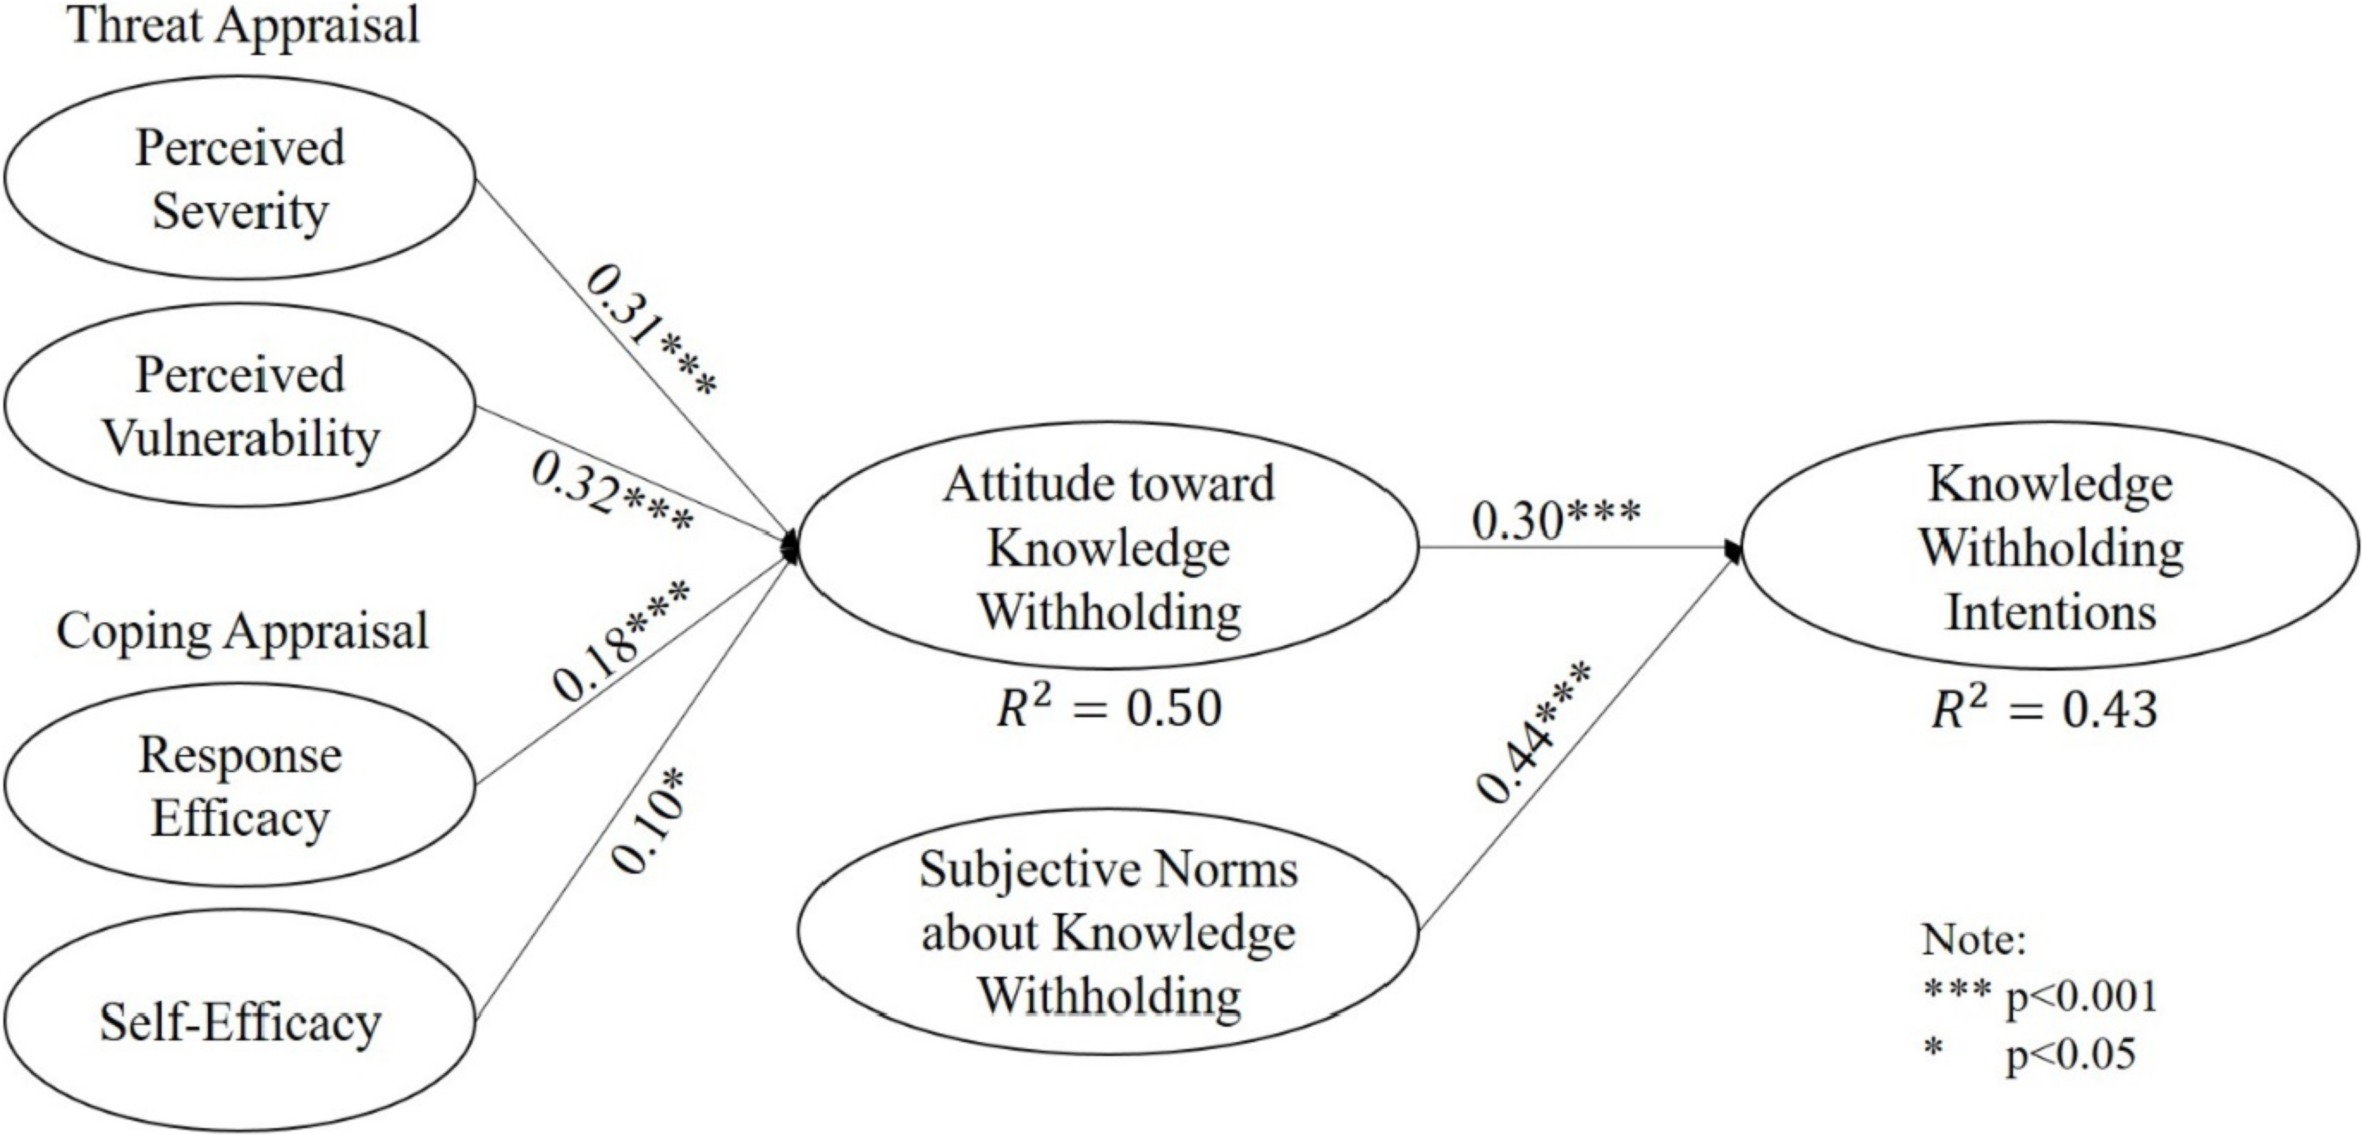 Threat Appraisal
Perceived
Severity
0.31***
Perceived
Vulnerability
0.32***
Coping Appraisal
Response
Efficacy
0.18***
Self-Efficacy
0.10*
Attitude toward
Knowledge
Withholding
R² = 0.50
0.30***
Subjective Norms
about Knowledge
Withholding
0.44***
Knowledge
Withholding
Intentions
R² = 0.43
Note:
*** p<0.001
* p<0.05